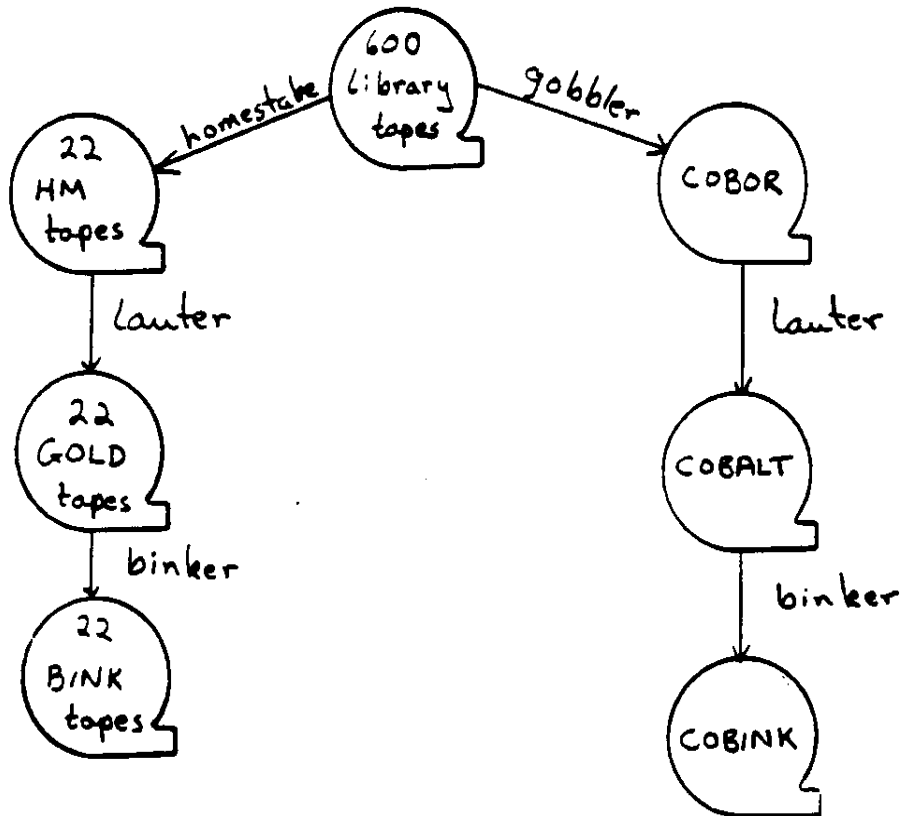 600
Library
tapes
homestake
gobbler
22
HM
tapes
COBOR
Lauter
Lauter
22
GOLD
tapes
COBALT
binker
binker
22
BINK
tapes
COBINK